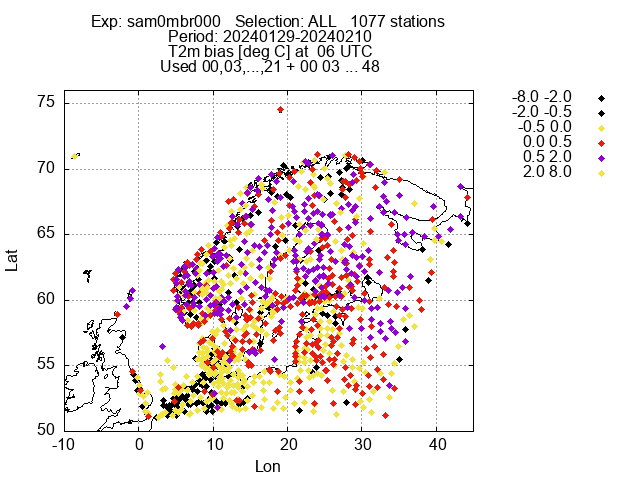 Exp: sam0mbr000   Selection: ALL   1077 stations
Period: 20240129-20240210
T2m bias [deg C] at  06 UTC
Used 00,03,...,21 + 00 03 ... 48
-8.0 -2.0
-2.0 -0.5
-0.5 0.0
0.0 0.5
0.5 2.0
2.0 8.0
75
70
65
60
55
50
Lat
-10 0 10 20 30 40
Lon